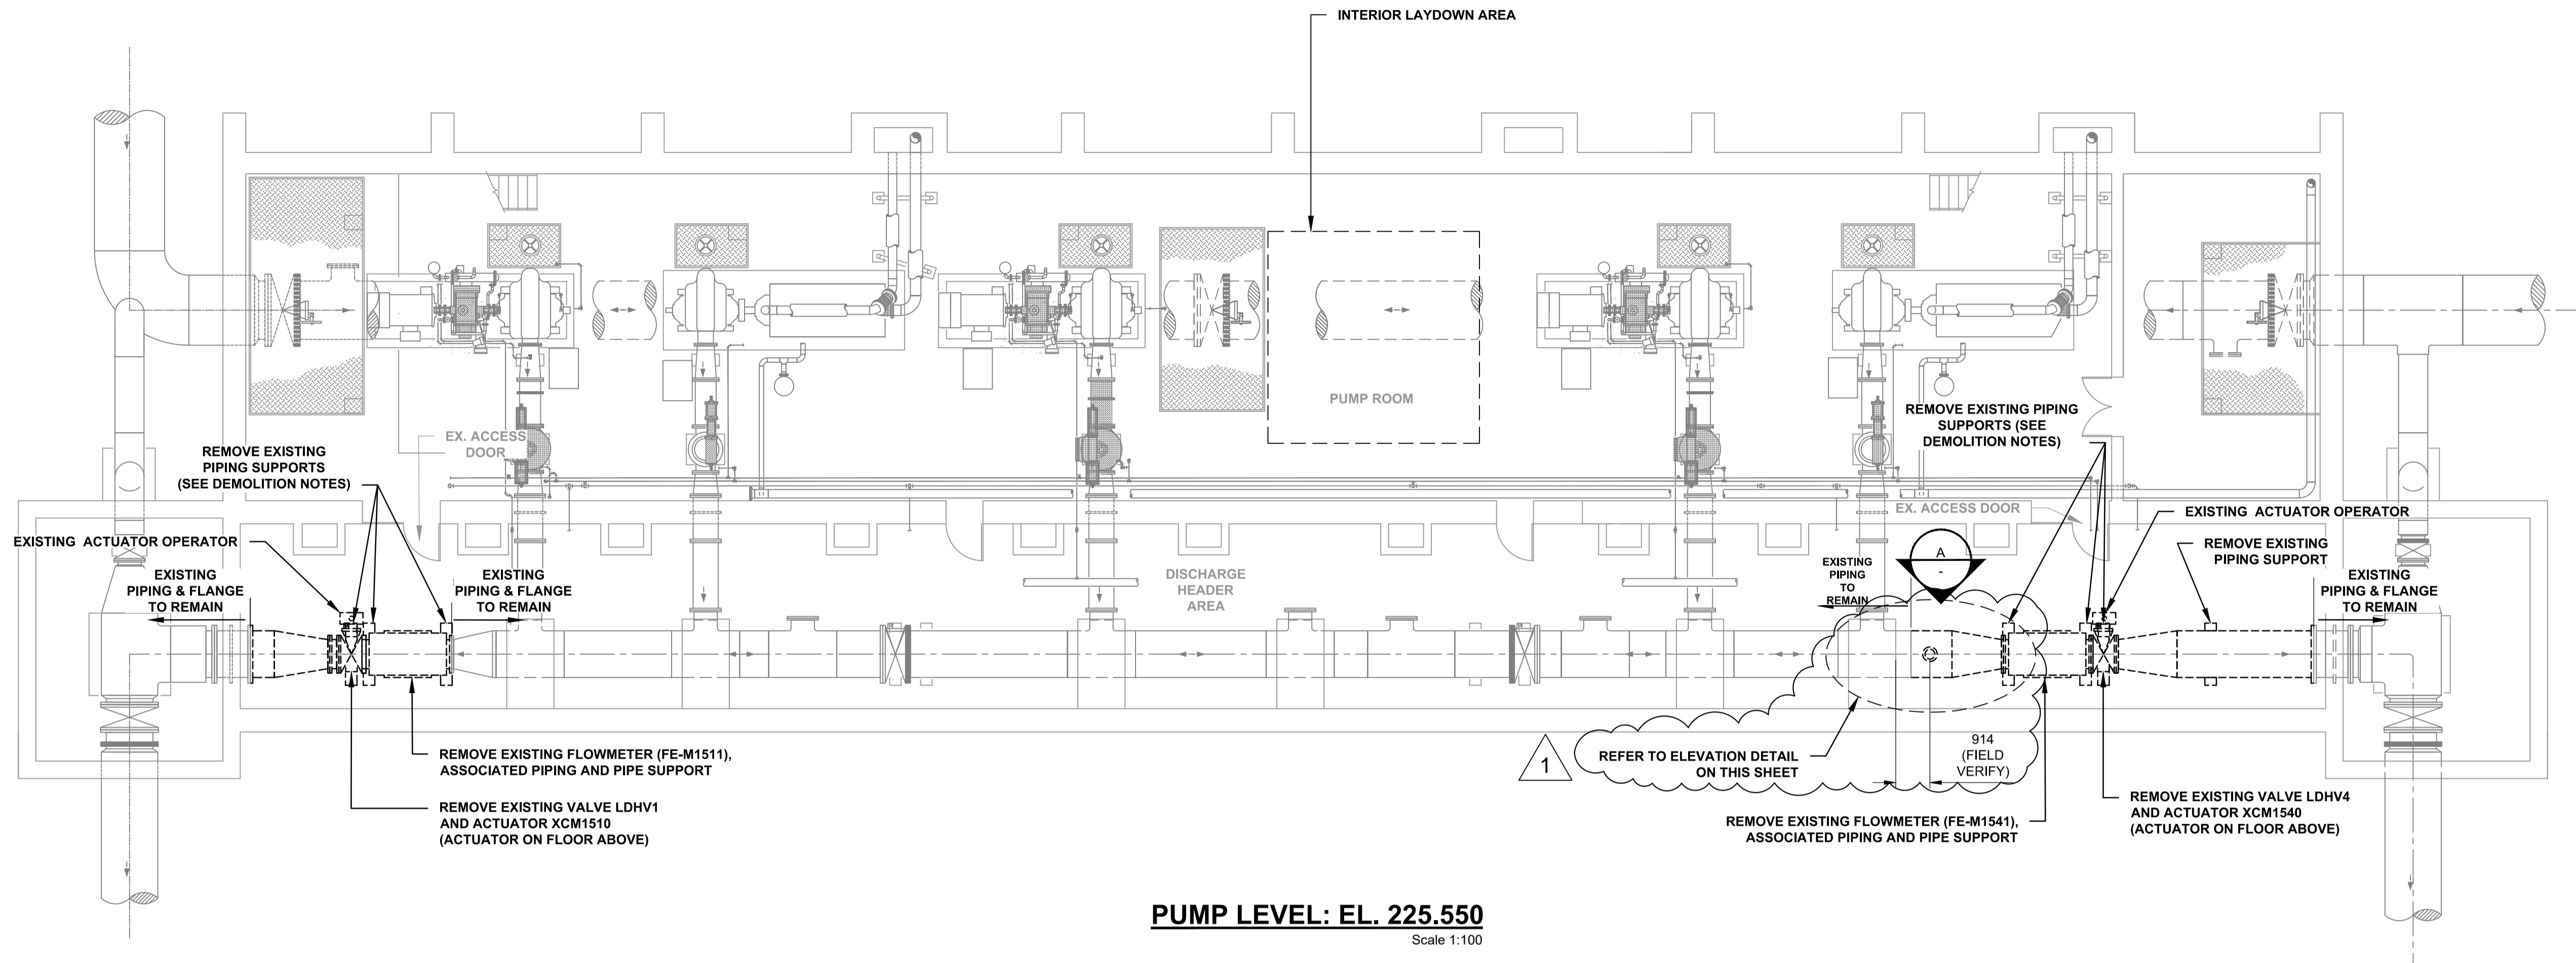 INTERIOR LAYDOWN AREA
PUMP ROOM
REMOVE EXISTING PIPING
SUPPORTS (SEE
DEMOLITION NOTES)
EX. ACCESS
DOOR
REMOVE EXISTING
PIPING SUPPORTS
(SEE DEMOLITION NOTES)
EX. ACCESS DOOR
EXISTING ACTUATOR OPERATOR
EXISTING ACTUATOR OPERATOR
REMOVE EXISTING
PIPING SUPPORT
EXISTING
PIPING & FLANGE
TO REMAIN
EXISTING
PIPING & FLANGE
TO REMAIN
DISCHARGE
HEADER
AREA
EXISTING
PIPING
TO
REMAIN
A
-
EXISTING
PIPING & FLANGE
TO REMAIN
REMOVE EXISTING FLOWMETER (FE-M1511),
ASSOCIATED PIPING AND PIPE SUPPORT
1
REFER TO ELEVATION DETAIL
ON THIS SHEET
914
(FIELD
VERIFY)
REMOVE EXISTING VALVE LDHV1
AND ACTUATOR XCM1510
(ACTUATOR ON FLOOR ABOVE)
REMOVE EXISTING FLOWMETER (FE-M1541),
ASSOCIATED PIPING AND PIPE SUPPORT
REMOVE EXISTING VALVE LDHV4
AND ACTUATOR XCM1540
(ACTUATOR ON FLOOR ABOVE)
PUMP LEVEL: EL. 225.550
Scale 1:100